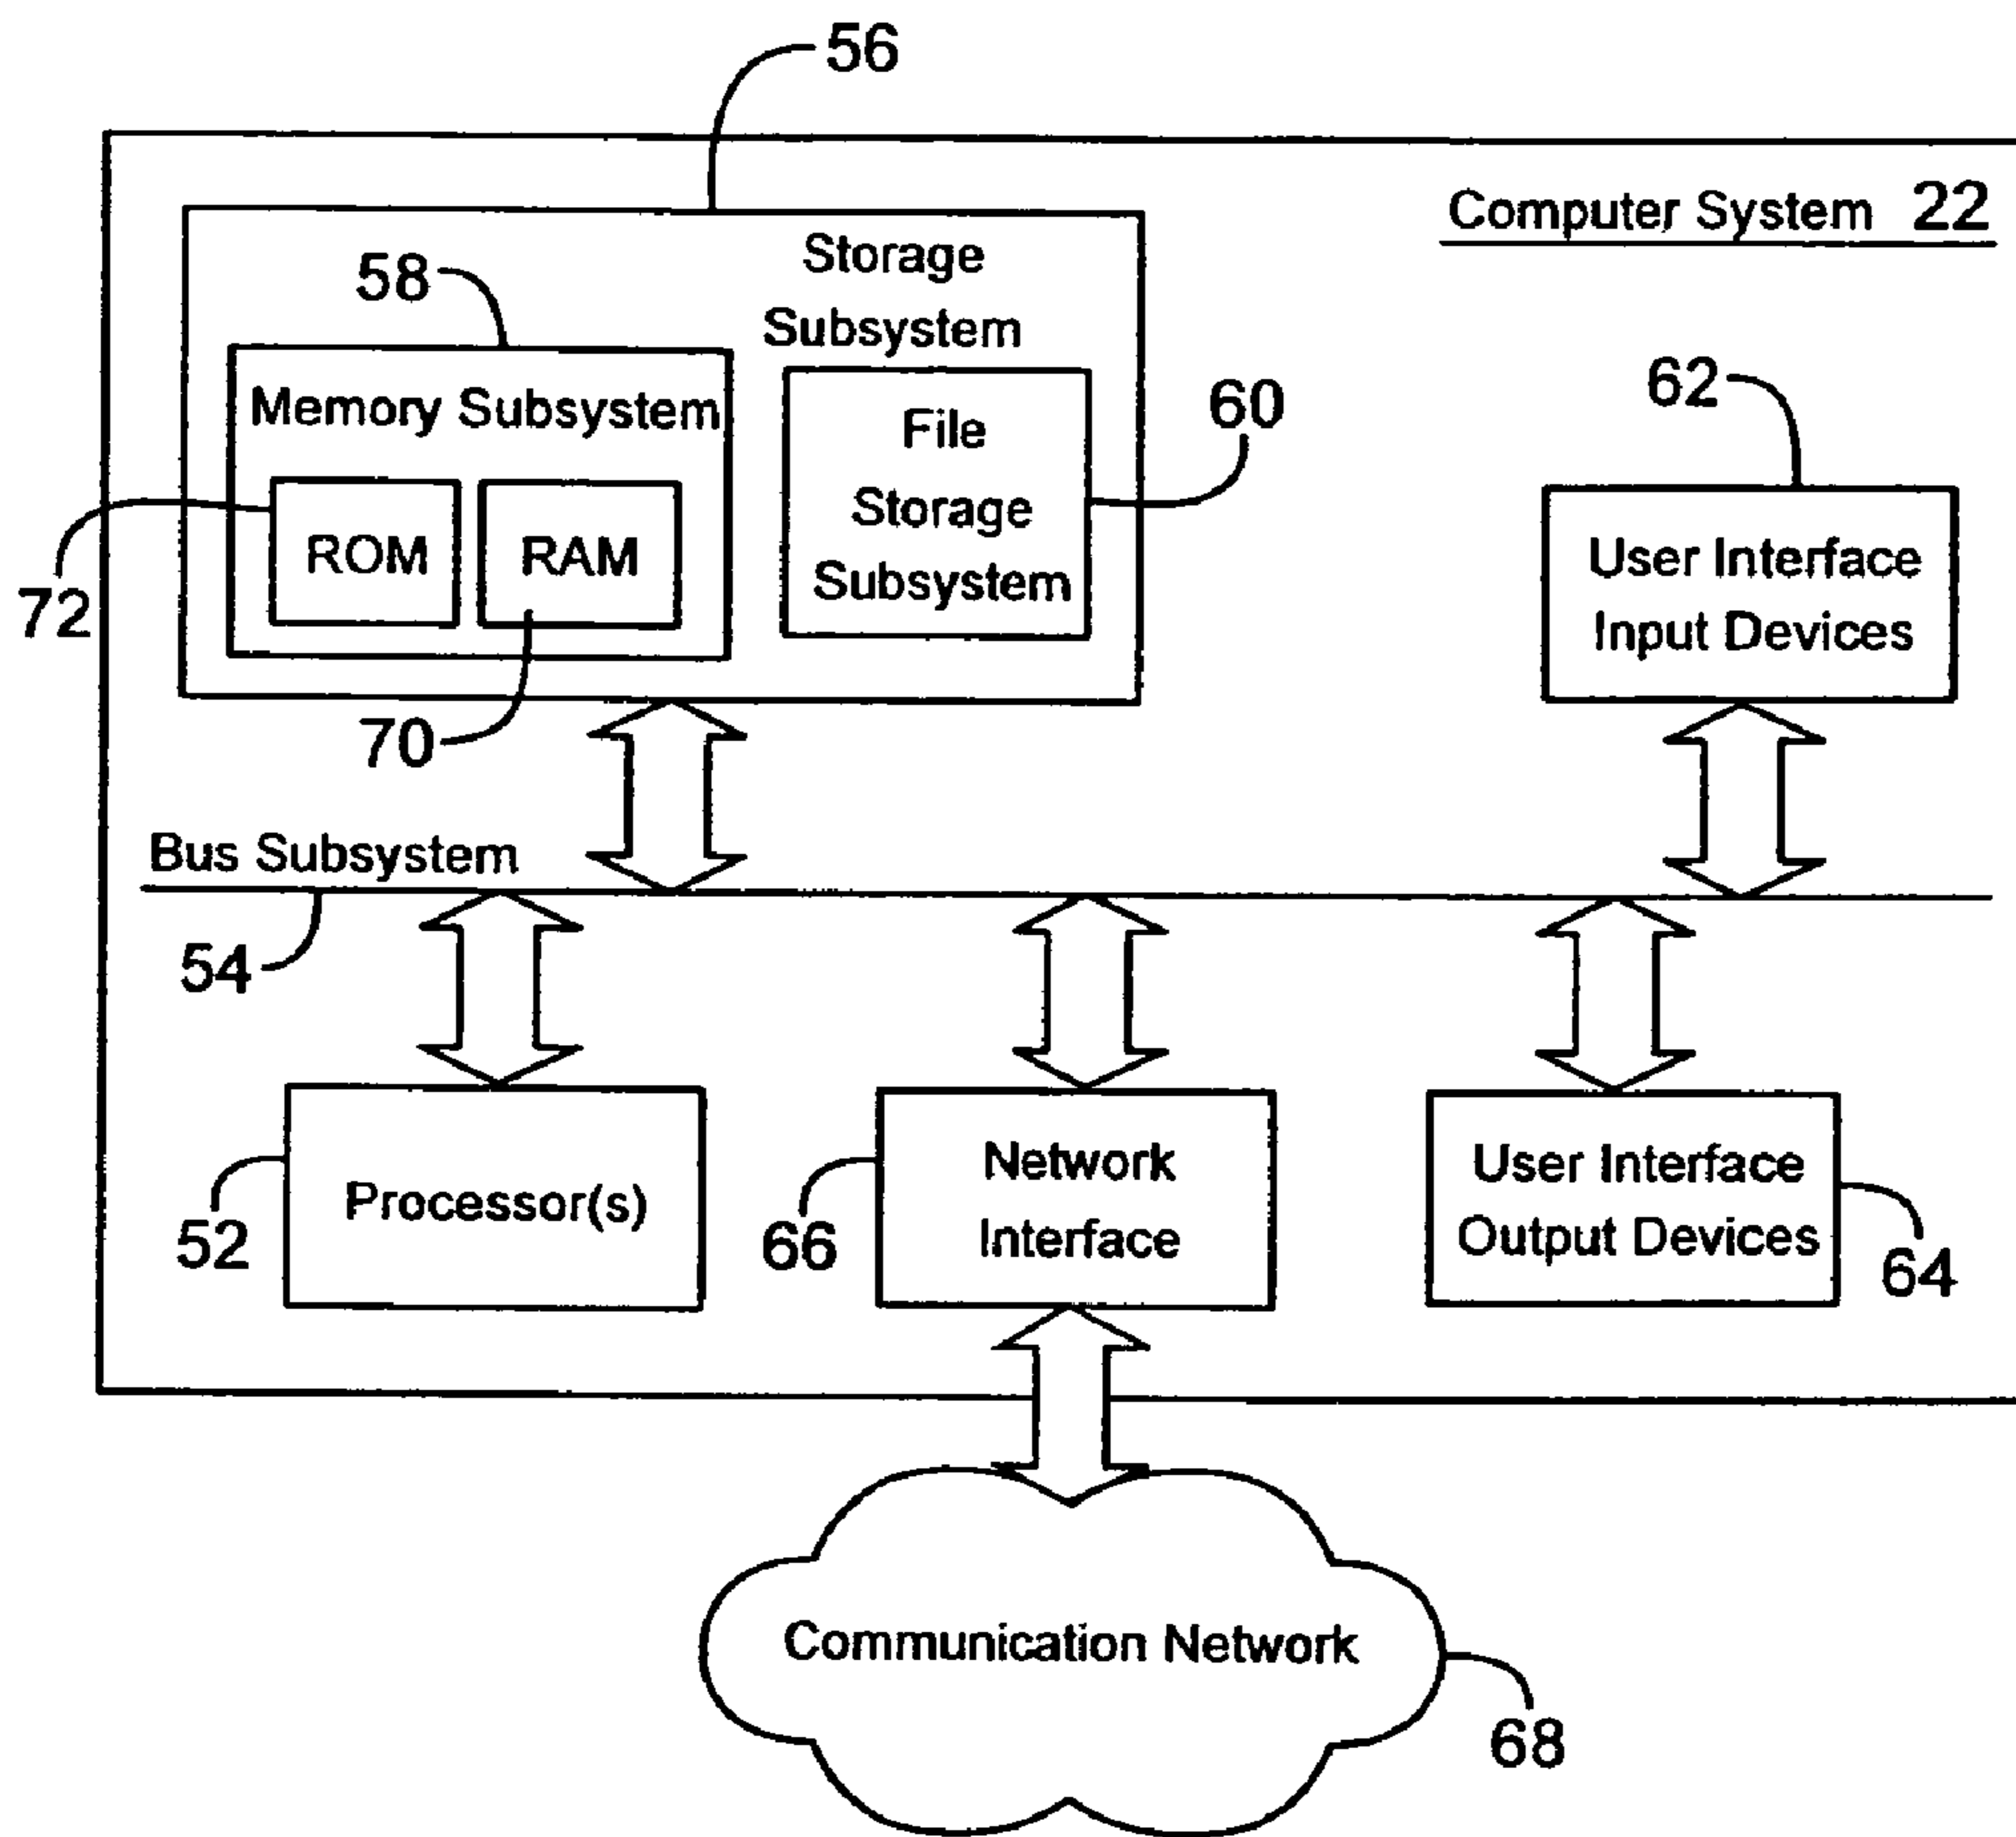 56
Computer System 22
Storage
Subsystem
58
Memory Subsystem
File
Storage
Subsystem
60
62
ROM
RAM
72
70
User Interface
Input Devices
Bus Subsystem
54
Processor(s)
52
Network
Interface
66
User Interface
Output Devices
64
Communication Network
68